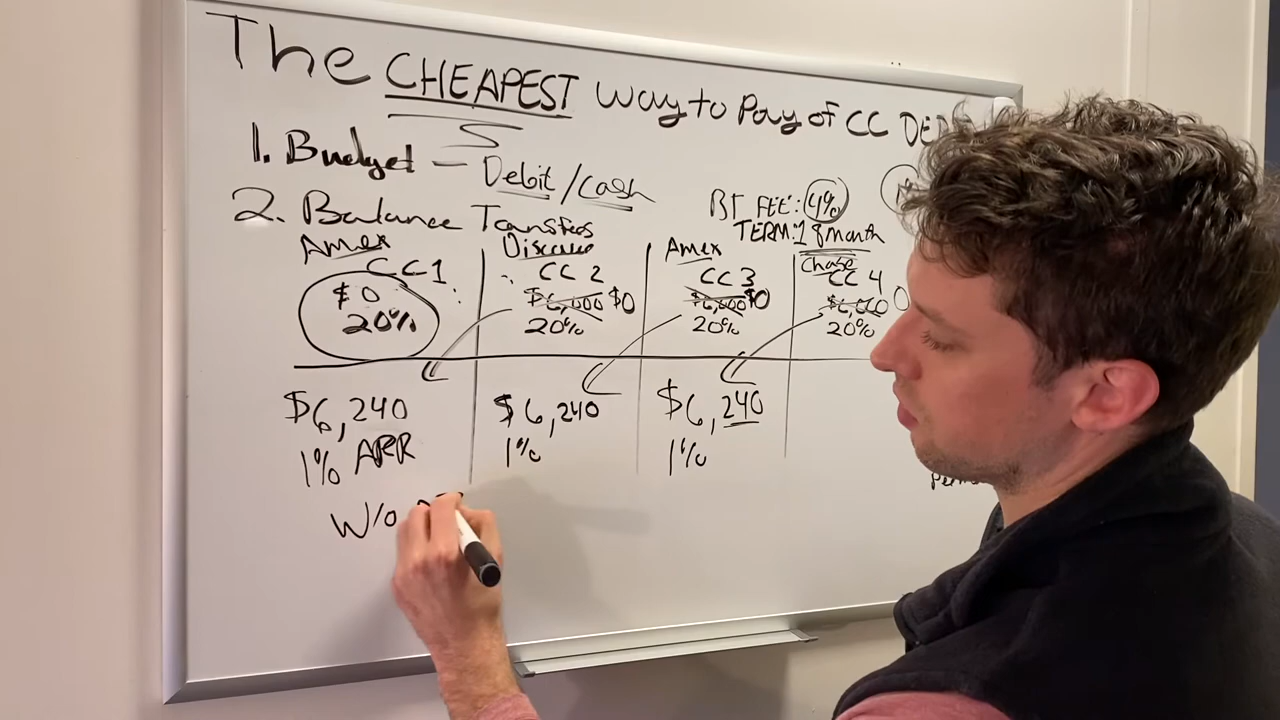 The CHEAPEST Way to Pay of CC DEB
1. Budget — Debit/Cash
2. Balance Transfers
BT FEE: 4%
TERM: 18 month
Amex
CC1
$0
20%
Discover
CC 2
$6,000 $0
20%
Amex
CC 3
$6,000 $0
20%
Chase
CC 4
$6,000 0
20%
$6,240
1% APR
$6,240
1%
$6,240
1%
W/o